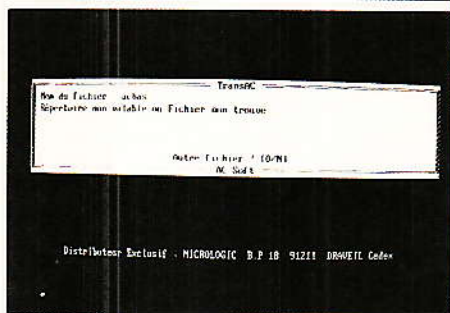 TransAC
Nom du fichier achas
Répertoire non valable ou Fichier non trouve
Autre fichier ? (O/N)
AC Soft
Distributeur Exclusif : MICROLOGIC B.P 18 91211 DRAVEIL Cedex